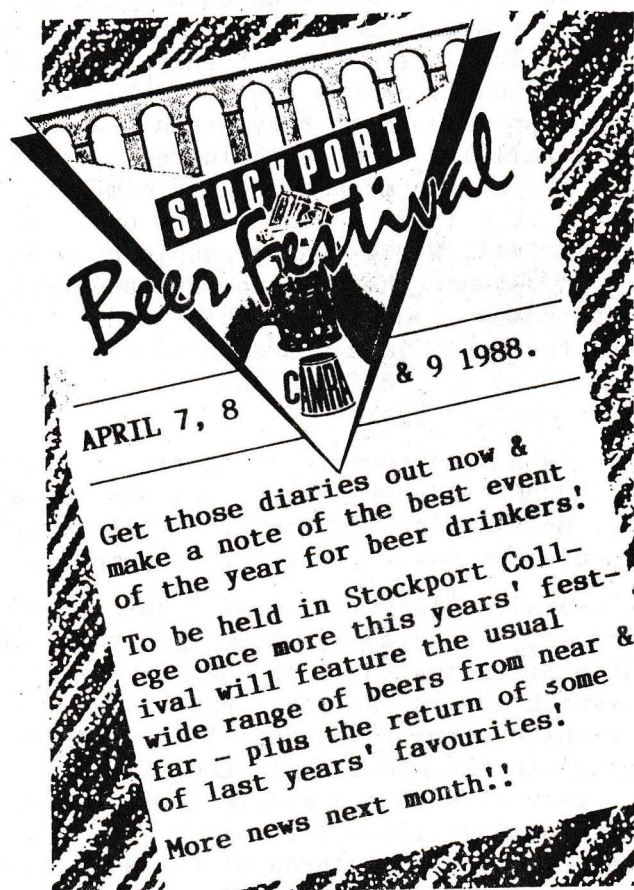 STOCKPORT
Beer Festival
CAMRA
APRIL 7, 8 & 9 1988.
Get those diaries out now &
make a note of the best event
of the year for beer drinkers!
To be held in Stockport Coll-
ege once more this years' fest-
ival will feature the usual
wide range of beers from near &
far - plus the return of some
of last years' favourites!
More news next month!!